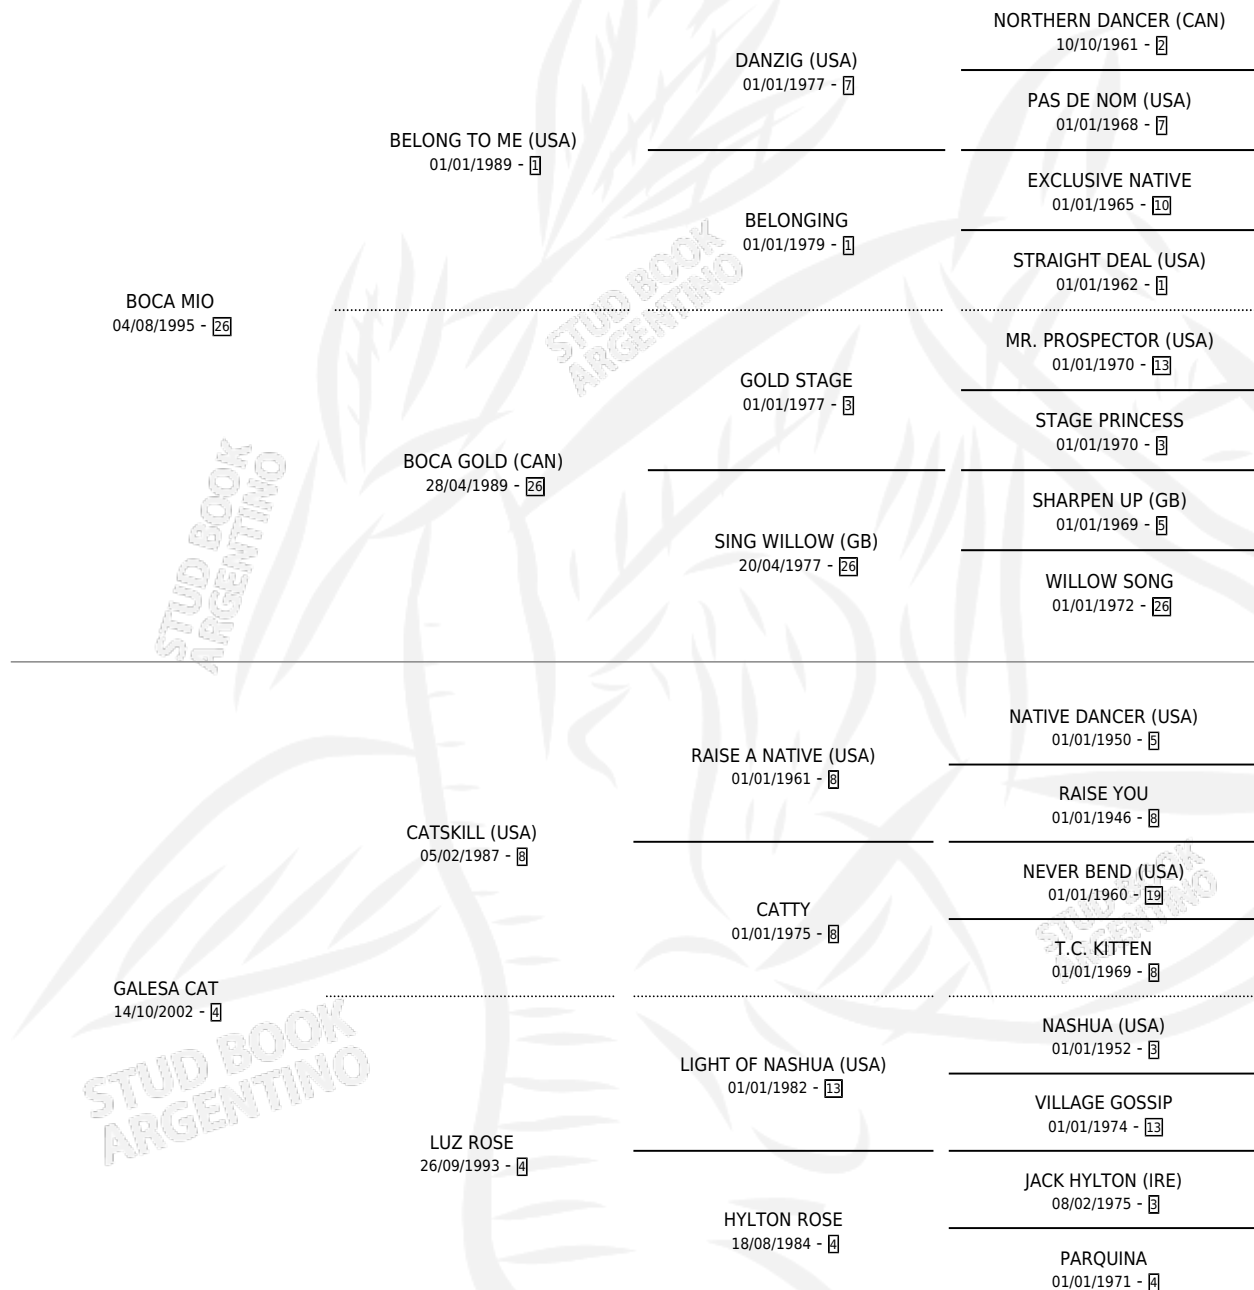 NORTHERN DANCER (CAN)
10/10/1961 - 2
DANZIG (USA)
01/01/1977 - 7
PAS DE NOM (USA)
01/01/1968 - 7
BELONG TO ME (USA)
01/01/1989 - 1
EXCLUSIVE NATIVE
01/01/1965 - 10
BELONGING
01/01/1979 - 1
STRAIGHT DEAL (USA)
01/01/1962 - 1
BOCA MIO
04/08/1995 - 26
MR. PROSPECTOR (USA)
01/01/1970 - 13
GOLD STAGE
01/01/1977 - 3
STAGE PRINCESS
01/01/1970 - 3
BOCA GOLD (CAN)
28/04/1989 - 26
SHARPEN UP (GB)
01/01/1969 - 5
SING WILLOW (GB)
20/04/1977 - 26
WILLOW SONG
01/01/1972 - 26
NATIVE DANCER (USA)
01/01/1950 - 5
RAISE A NATIVE (USA)
01/01/1961 - 8
RAISE YOU
01/01/1946 - 8
CATSKILL (USA)
05/02/1987 - 8
NEVER BEND (USA)
01/01/1960 - 19
CATTY
01/01/1975 - 8
T.C. KITTEN
01/01/1969 - 8
GALESA CAT
14/10/2002 - 4
NASHUA (USA)
01/01/1952 - 3
LIGHT OF NASHUA (USA)
01/01/1982 - 13
VILLAGE GOSSIP
01/01/1974 - 13
LUZ ROSE
26/09/1993 - 4
JACK HYLTON (IRE)
08/02/1975 - 3
HYLTON ROSE
18/08/1984 - 4
PARQUINA
01/01/1971 - 4
STUD BOOK
ARGENTINO
STUD BOOK
ARGENTINO
STUD BOOK
ARGENTINO
STUD BOOK
ARGENTINO